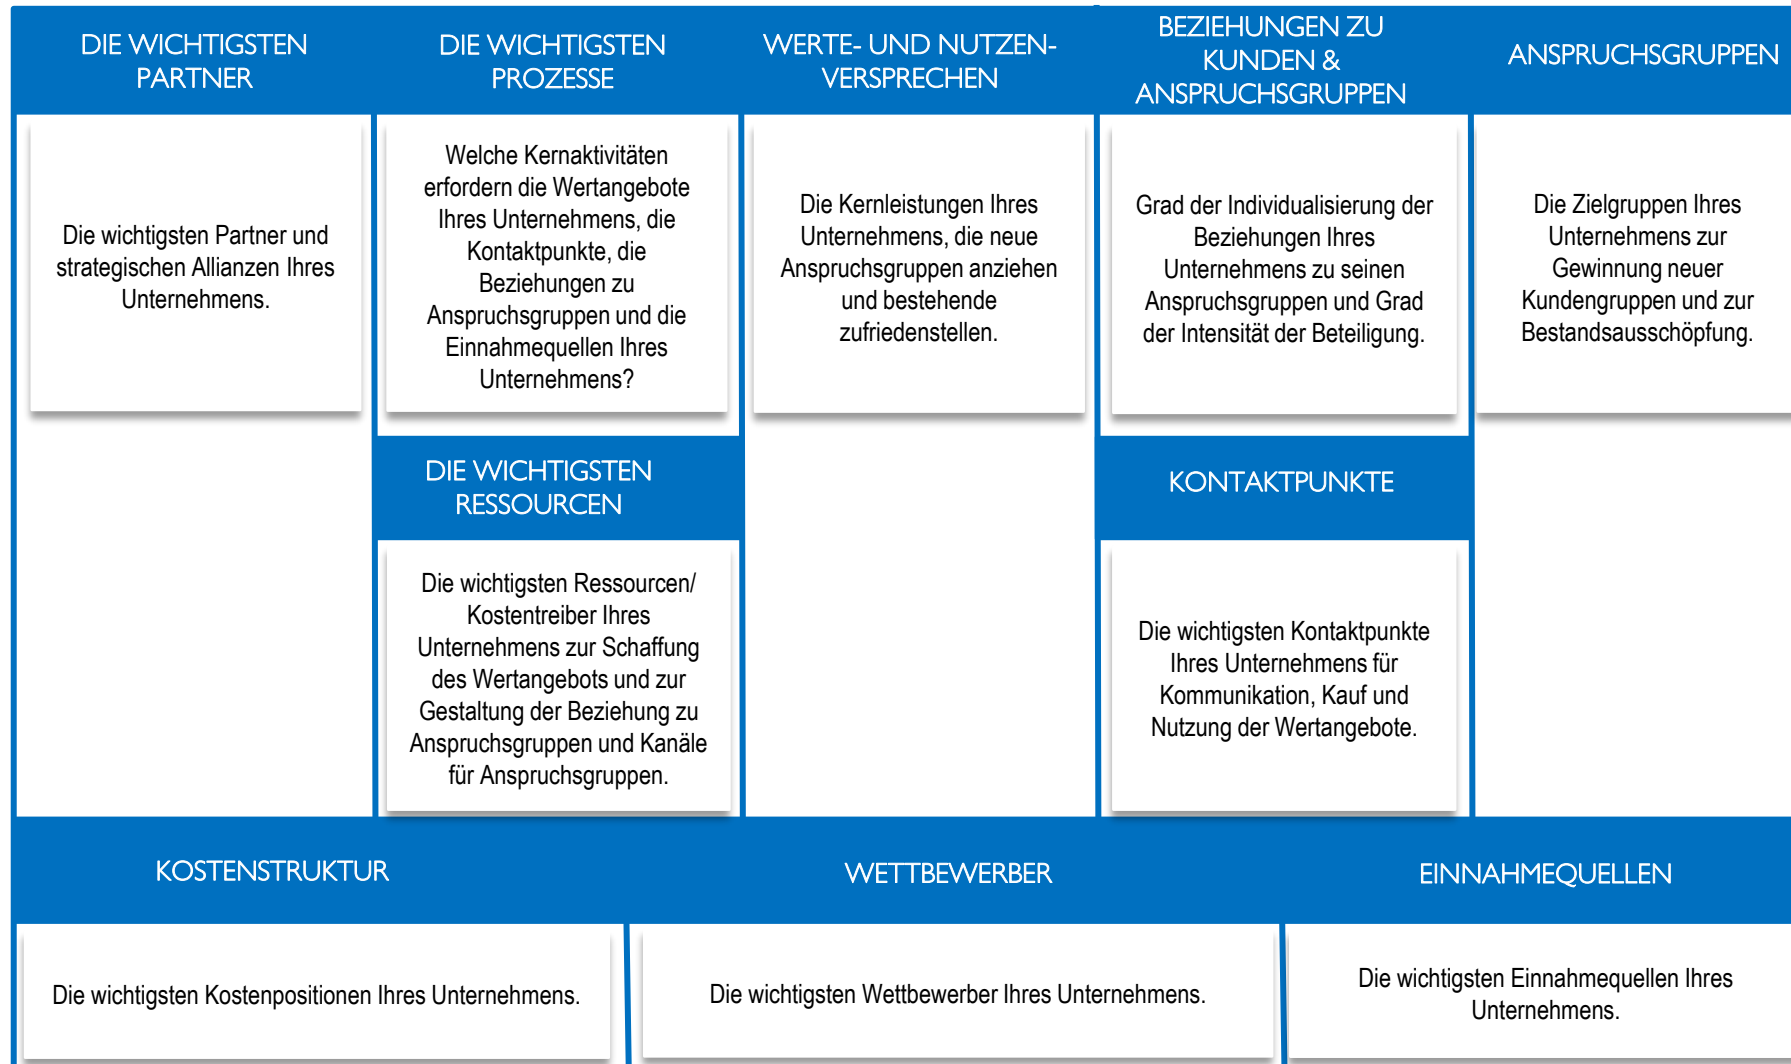 DIE WICHTIGSTEN
PARTNER
DIE WICHTIGSTEN
PROZESSE
WERTE- UND NUTZEN-
VERSPRECHEN
BEZIEHUNGEN ZU
KUNDEN &
ANSPRUCHSGRUPPEN
ANSPRUCHSGRUPPEN
Die wichtigsten Partner und
strategischen Allianzen Ihres
Unternehmens.
Welche Kernaktivitäten
erfordern die Wertangebote
Ihres Unternehmens, die
Kontaktpunkte, die
Beziehungen zu
Anspruchsgruppen und die
Einnahmequellen Ihres
Unternehmens?
Die Kernleistungen Ihres
Unternehmens, die neue
Anspruchsgruppen anziehen
und bestehende
zufriedenstellen.
Grad der Individualisierung der
Beziehungen Ihres
Unternehmens zu seinen
Anspruchsgruppen und Grad
der Intensität der Beteiligung.
Die Zielgruppen Ihres
Unternehmens zur
Gewinnung neuer
Kundengruppen und zur
Bestandsausschöpfung.
DIE WICHTIGSTEN
RESSOURCEN
KONTAKTPUNKTE
Die wichtigsten Ressourcen/
Kostentreiber Ihres
Unternehmens zur Schaffung
des Wertangebots und zur
Gestaltung der Beziehung zu
Anspruchsgruppen und Kanäle
für Anspruchsgruppen.
Die wichtigsten Kontaktpunkte
Ihres Unternehmens für
Kommunikation, Kauf und
Nutzung der Wertangebote.
KOSTENSTRUKTUR
WETTBEWERBER
EINNAHMEQUELLEN
Die wichtigsten Kostenpositionen Ihres Unternehmens.
Die wichtigsten Wettbewerber Ihres Unternehmens.
Die wichtigsten Einnahmequellen Ihres
Unternehmens.